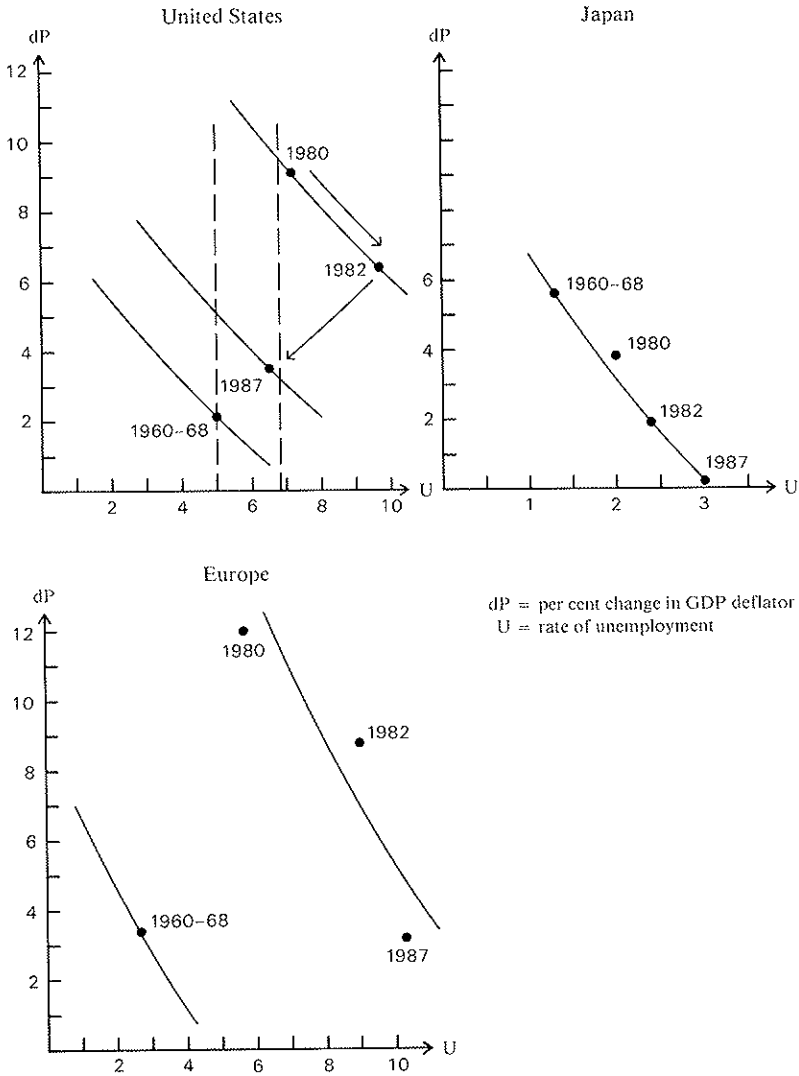 United States
dP
12
10
8
6
4
2
1980
1982
1987
1960–68
2 4 6 8 10 U
Japan
dP
6
4
2
1960–68
1980
1982
1987
1 2 3 U
Europe
dP
12
10
8
6
4
2
1980
1982
1960–68
1987
2 4 6 8 10 U
dP = per cent change in GDP deflator
U = rate of unemployment